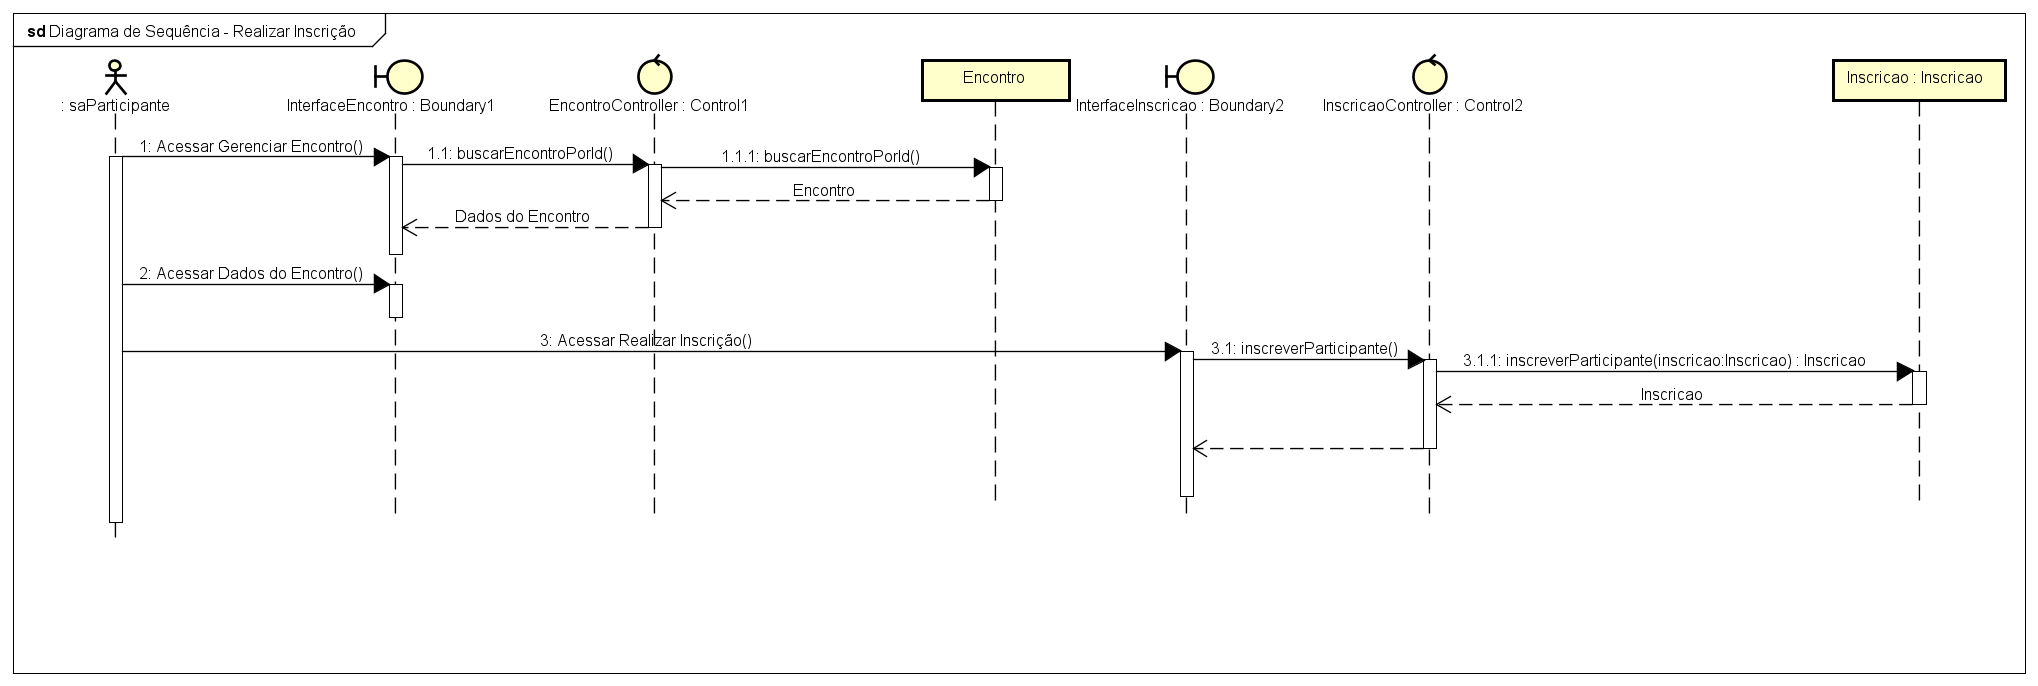 sd Diagrama de Sequência - Realizar Inscrição
: saParticipante
InterfaceEncontro : Boundary1
EncontroController : Control1
Encontro
InterfaceInscricao : Boundary2
InscricaoController : Control2
Inscricao : Inscricao
1: Acessar Gerenciar Encontro()
1.1: buscarEncontroPorId()
1.1.1: buscarEncontroPorId()
Encontro
Dados do Encontro
2: Acessar Dados do Encontro()
3: Acessar Realizar Inscrição()
3.1: inscreverParticipante()
3.1.1: inscreverParticipante(inscricao:Inscricao) : Inscricao
Inscricao